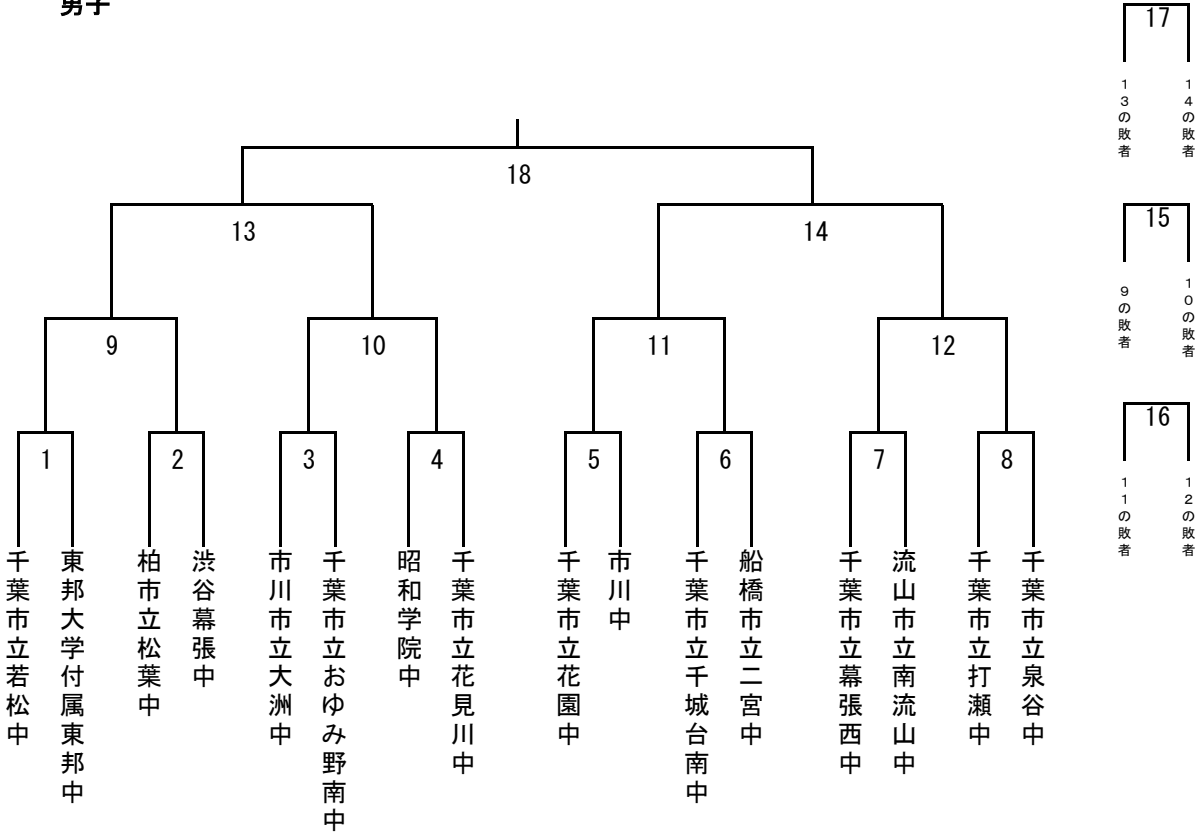 男子
17
13の敗者
14の敗者
18
13
14
15
9の敗者
10の敗者
9
10
11
12
16
1
2
3
4
5
6
7
8
11の敗者
12の敗者
千葉市立若松中
東邦大学付属東邦中
柏市立松葉中
渋谷幕張中
市川市立大洲中
千葉市立おゆみ野南中
昭和学院中
千葉市立花見川中
千葉市立花園中
市川中
千葉市立千城台南中
船橋市立二宮中
千葉市立幕張西中
流山市立南流山中
千葉市立打瀬中
千葉市立泉谷中